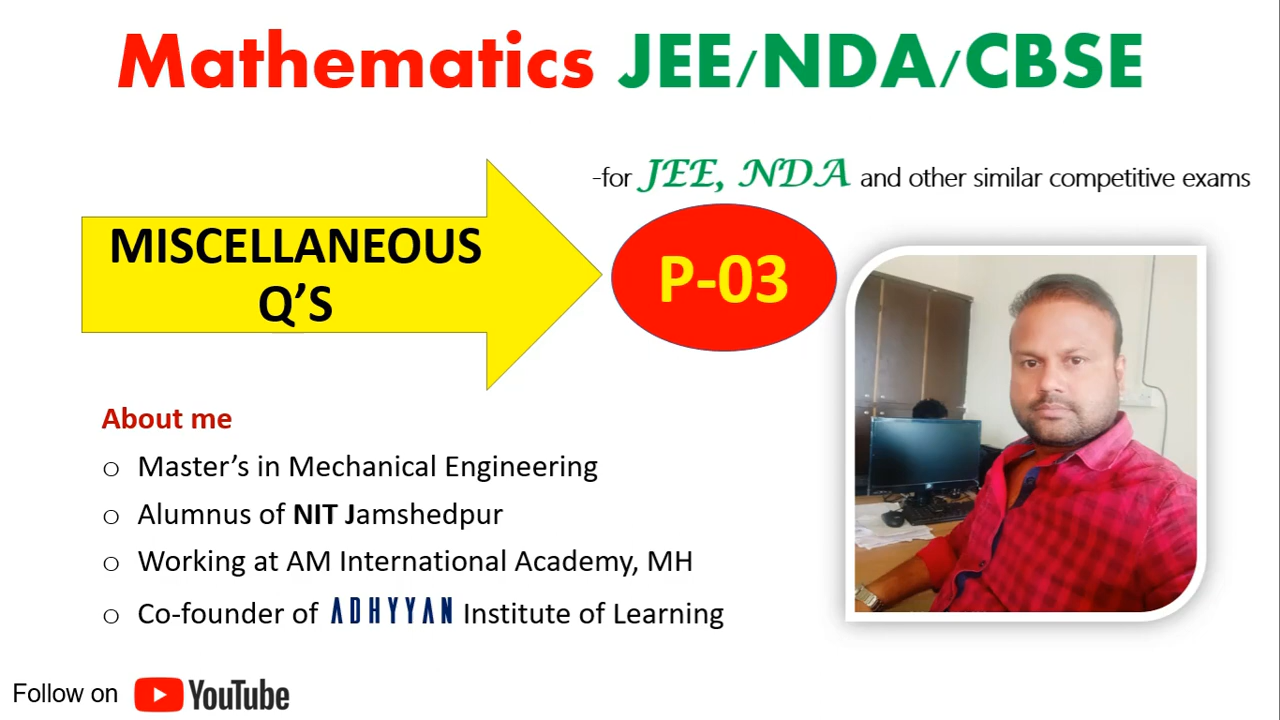 Mathematics JEE/NDA/CBSE
-for JEE, NDA and other similar competitive exams
MISCELLANEOUS
Q’S
P-03
About me
o Master’s in Mechanical Engineering
o Alumnus of NIT Jamshedpur
o Working at AM International Academy, MH
o Co-founder of ADHYYAN Institute of Learning
Follow on YouTube